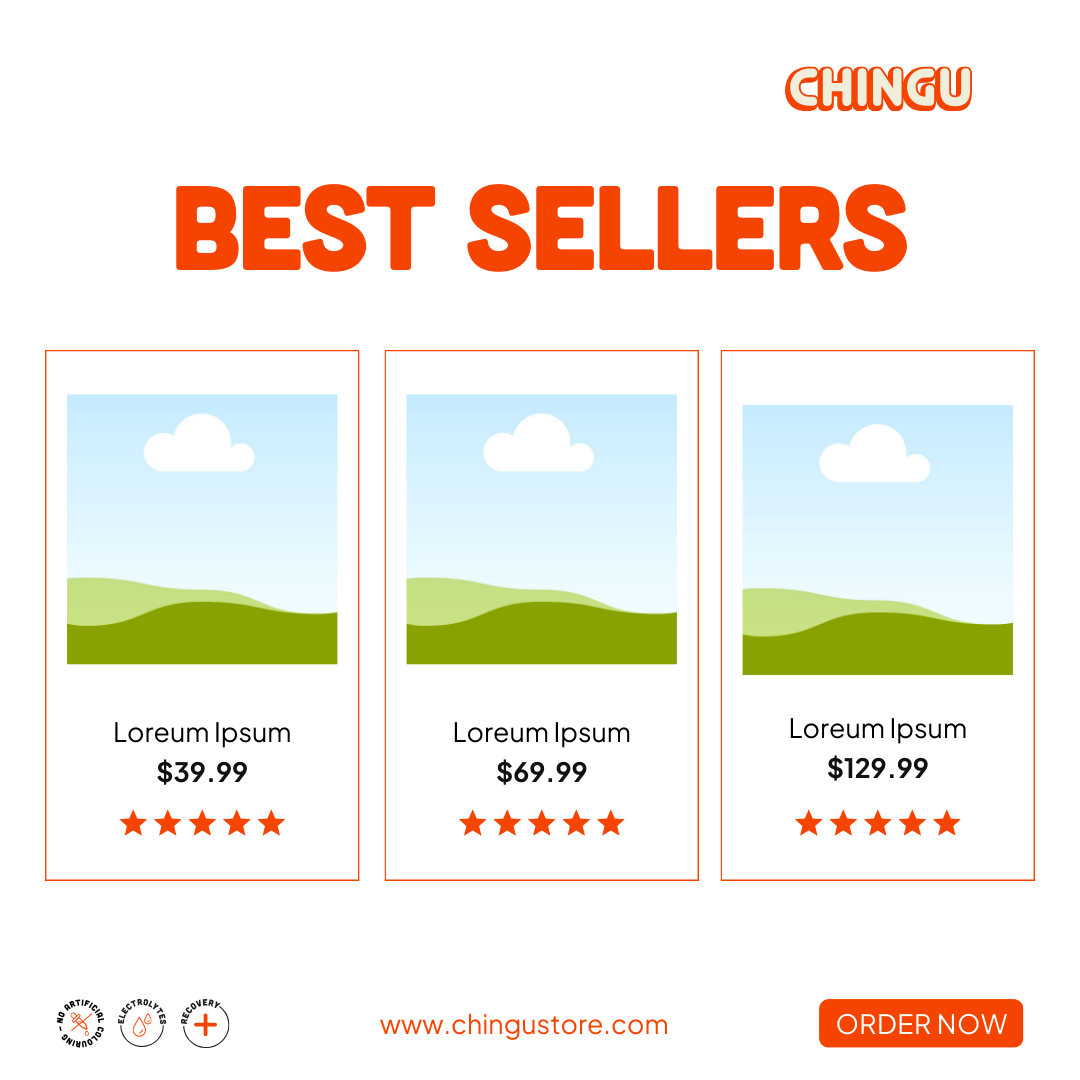 CHINGU
BEST SELLERS
Loreum Ipsum
$39.99
Loreum Ipsum
$69.99
Loreum Ipsum
$129.99
NO ARTIFICIAL COLOURING
ELECTROLYTES
RECOVERY
www.chingustore.com
ORDER NOW